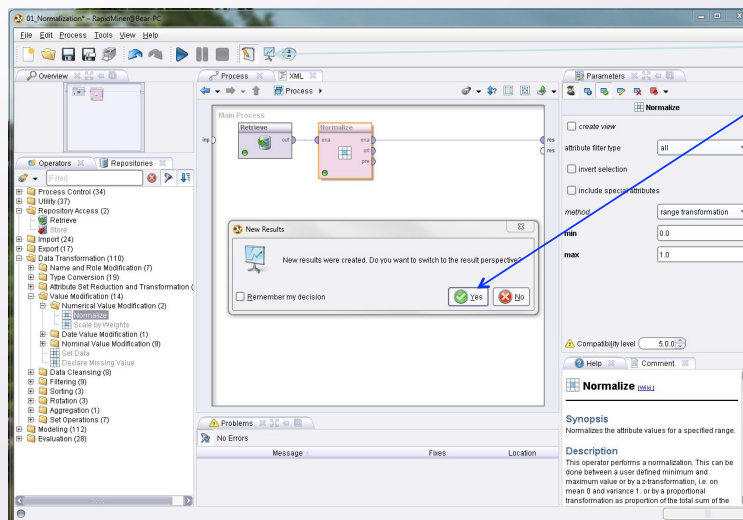 01_Normalization* – RapidMiner@Bear-PC
File Edit Process Tools View Help
Overview
Process
XML
Parameters
Process
Normalize
Main Process
create view
Retrieve
Normalize
inp
out
exa
exa
ori
pre
res
res
attribute filter type
all
invert selection
include special attributes
method
range transformation
min
0.0
max
1.0
Compatibility level
5.0.0
Operators
Repositories
[Filter]
Process Control (34)
Utility (37)
Repository Access (2)
Retrieve
Store
Import (24)
Export (17)
Data Transformation (110)
Name and Role Modification (7)
Type Conversion (19)
Attribute Set Reduction and Transformation (
Value Modification (14)
Numerical Value Modification (2)
Normalize
Scale by Weights
Date Value Modification (1)
Nominal Value Modification (9)
Set Data
Declare Missing Value
Data Cleansing (8)
Filtering (9)
Sorting (3)
Rotation (3)
Aggregation (1)
Set Operations (7)
Modeling (112)
Evaluation (28)
New Results
New results were created. Do you want to switch to the result perspective?
Remember my decision
Yes
No
Problems
No Errors
Message
Fixes
Location
Help
Comment
Normalize [Wiki]
Synopsis
Normalizes the attribute values for a specified range.
Description
This operator performs a normalization. This can be
done between a user defined minimum and
maximum value or by a z-transformation, i.e. on
mean 0 and variance 1. or by a proportional
transformation as proportion of the total sum of the